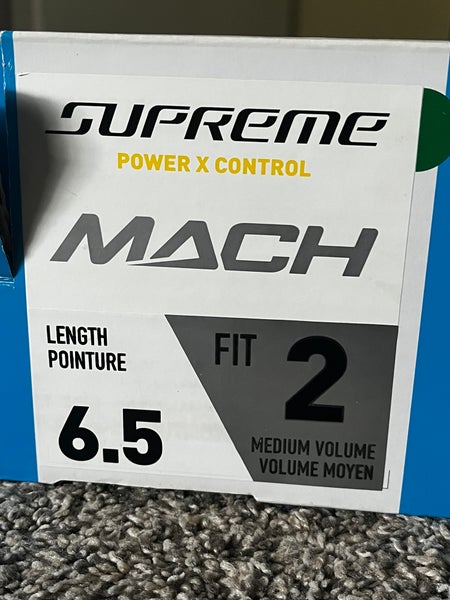 SUPREME
POWER X CONTROL
MACH
LENGTH
POINTURE
6.5
FIT 2
MEDIUM VOLUME
VOLUME MOYEN